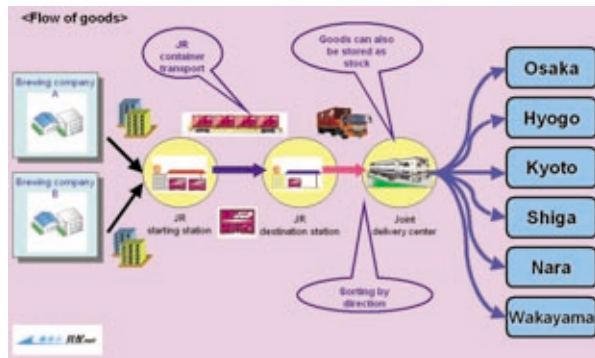 <Flow of goods>
JR
container
transport
Goods can also
be stored as
stock
Brewing company
A
Brewing company
B
JR
starting station
JR
destination station
Joint
delivery center
Sorting by
direction
Osaka
Hyogo
Kyoto
Shiga
Nara
Wakayama